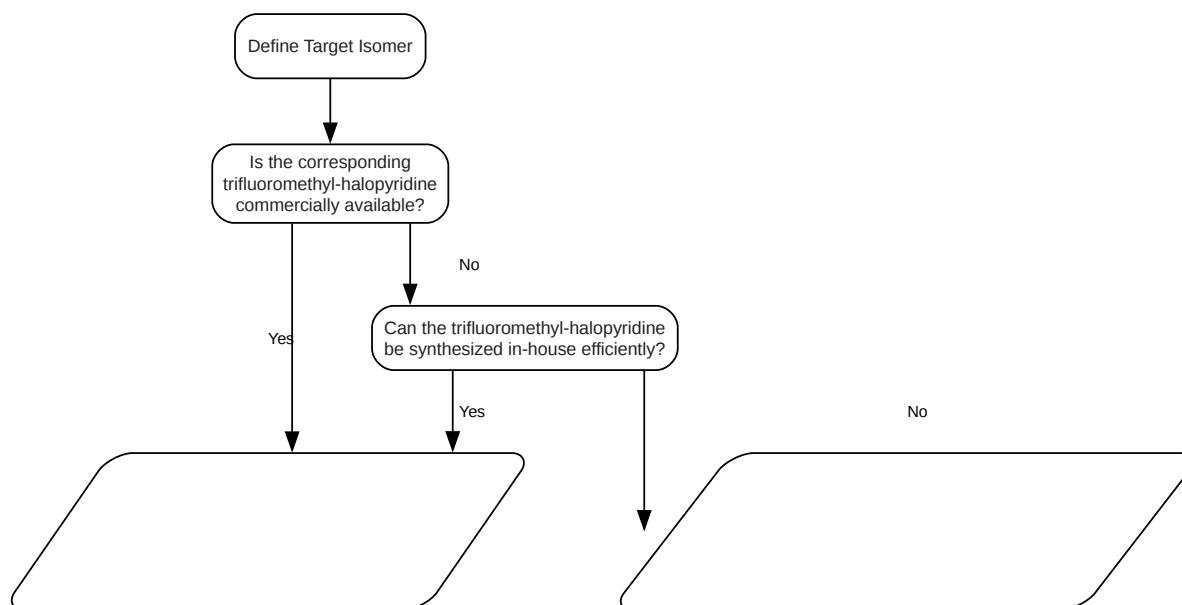 Define Target Isomer
Is the corresponding
trifluoromethyl-halopyridine
commercially available?
No
Yes
Can the trifluoromethyl-halopyridine
be synthesized in-house efficiently?
Yes
No